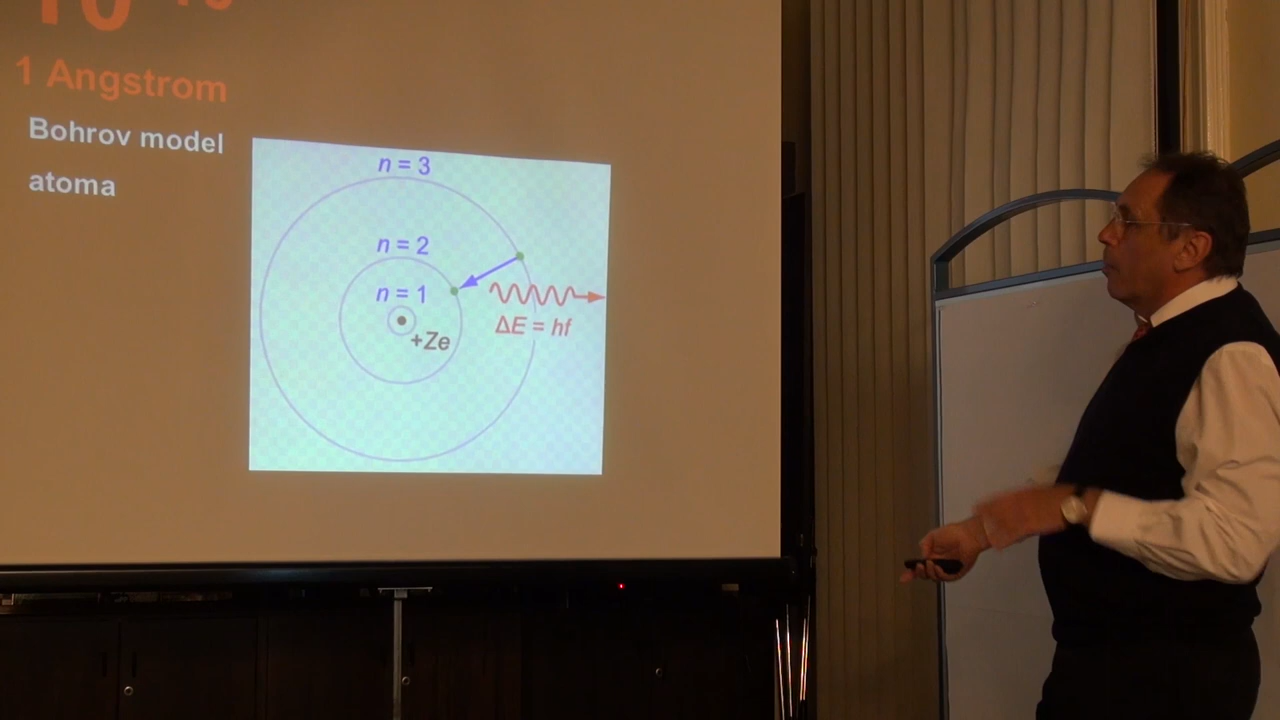 1 Angstrom
Bohrov model
atoma
n = 3
n = 2
n = 1
+Ze
ΔE = hf